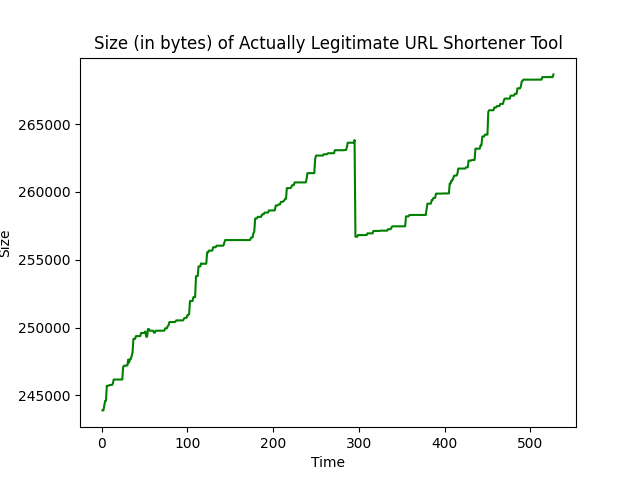 Size (in bytes) of Actually Legitimate URL Shortener Tool
265000
260000
255000
250000
245000
Size
0 100 200 300 400 500
Time